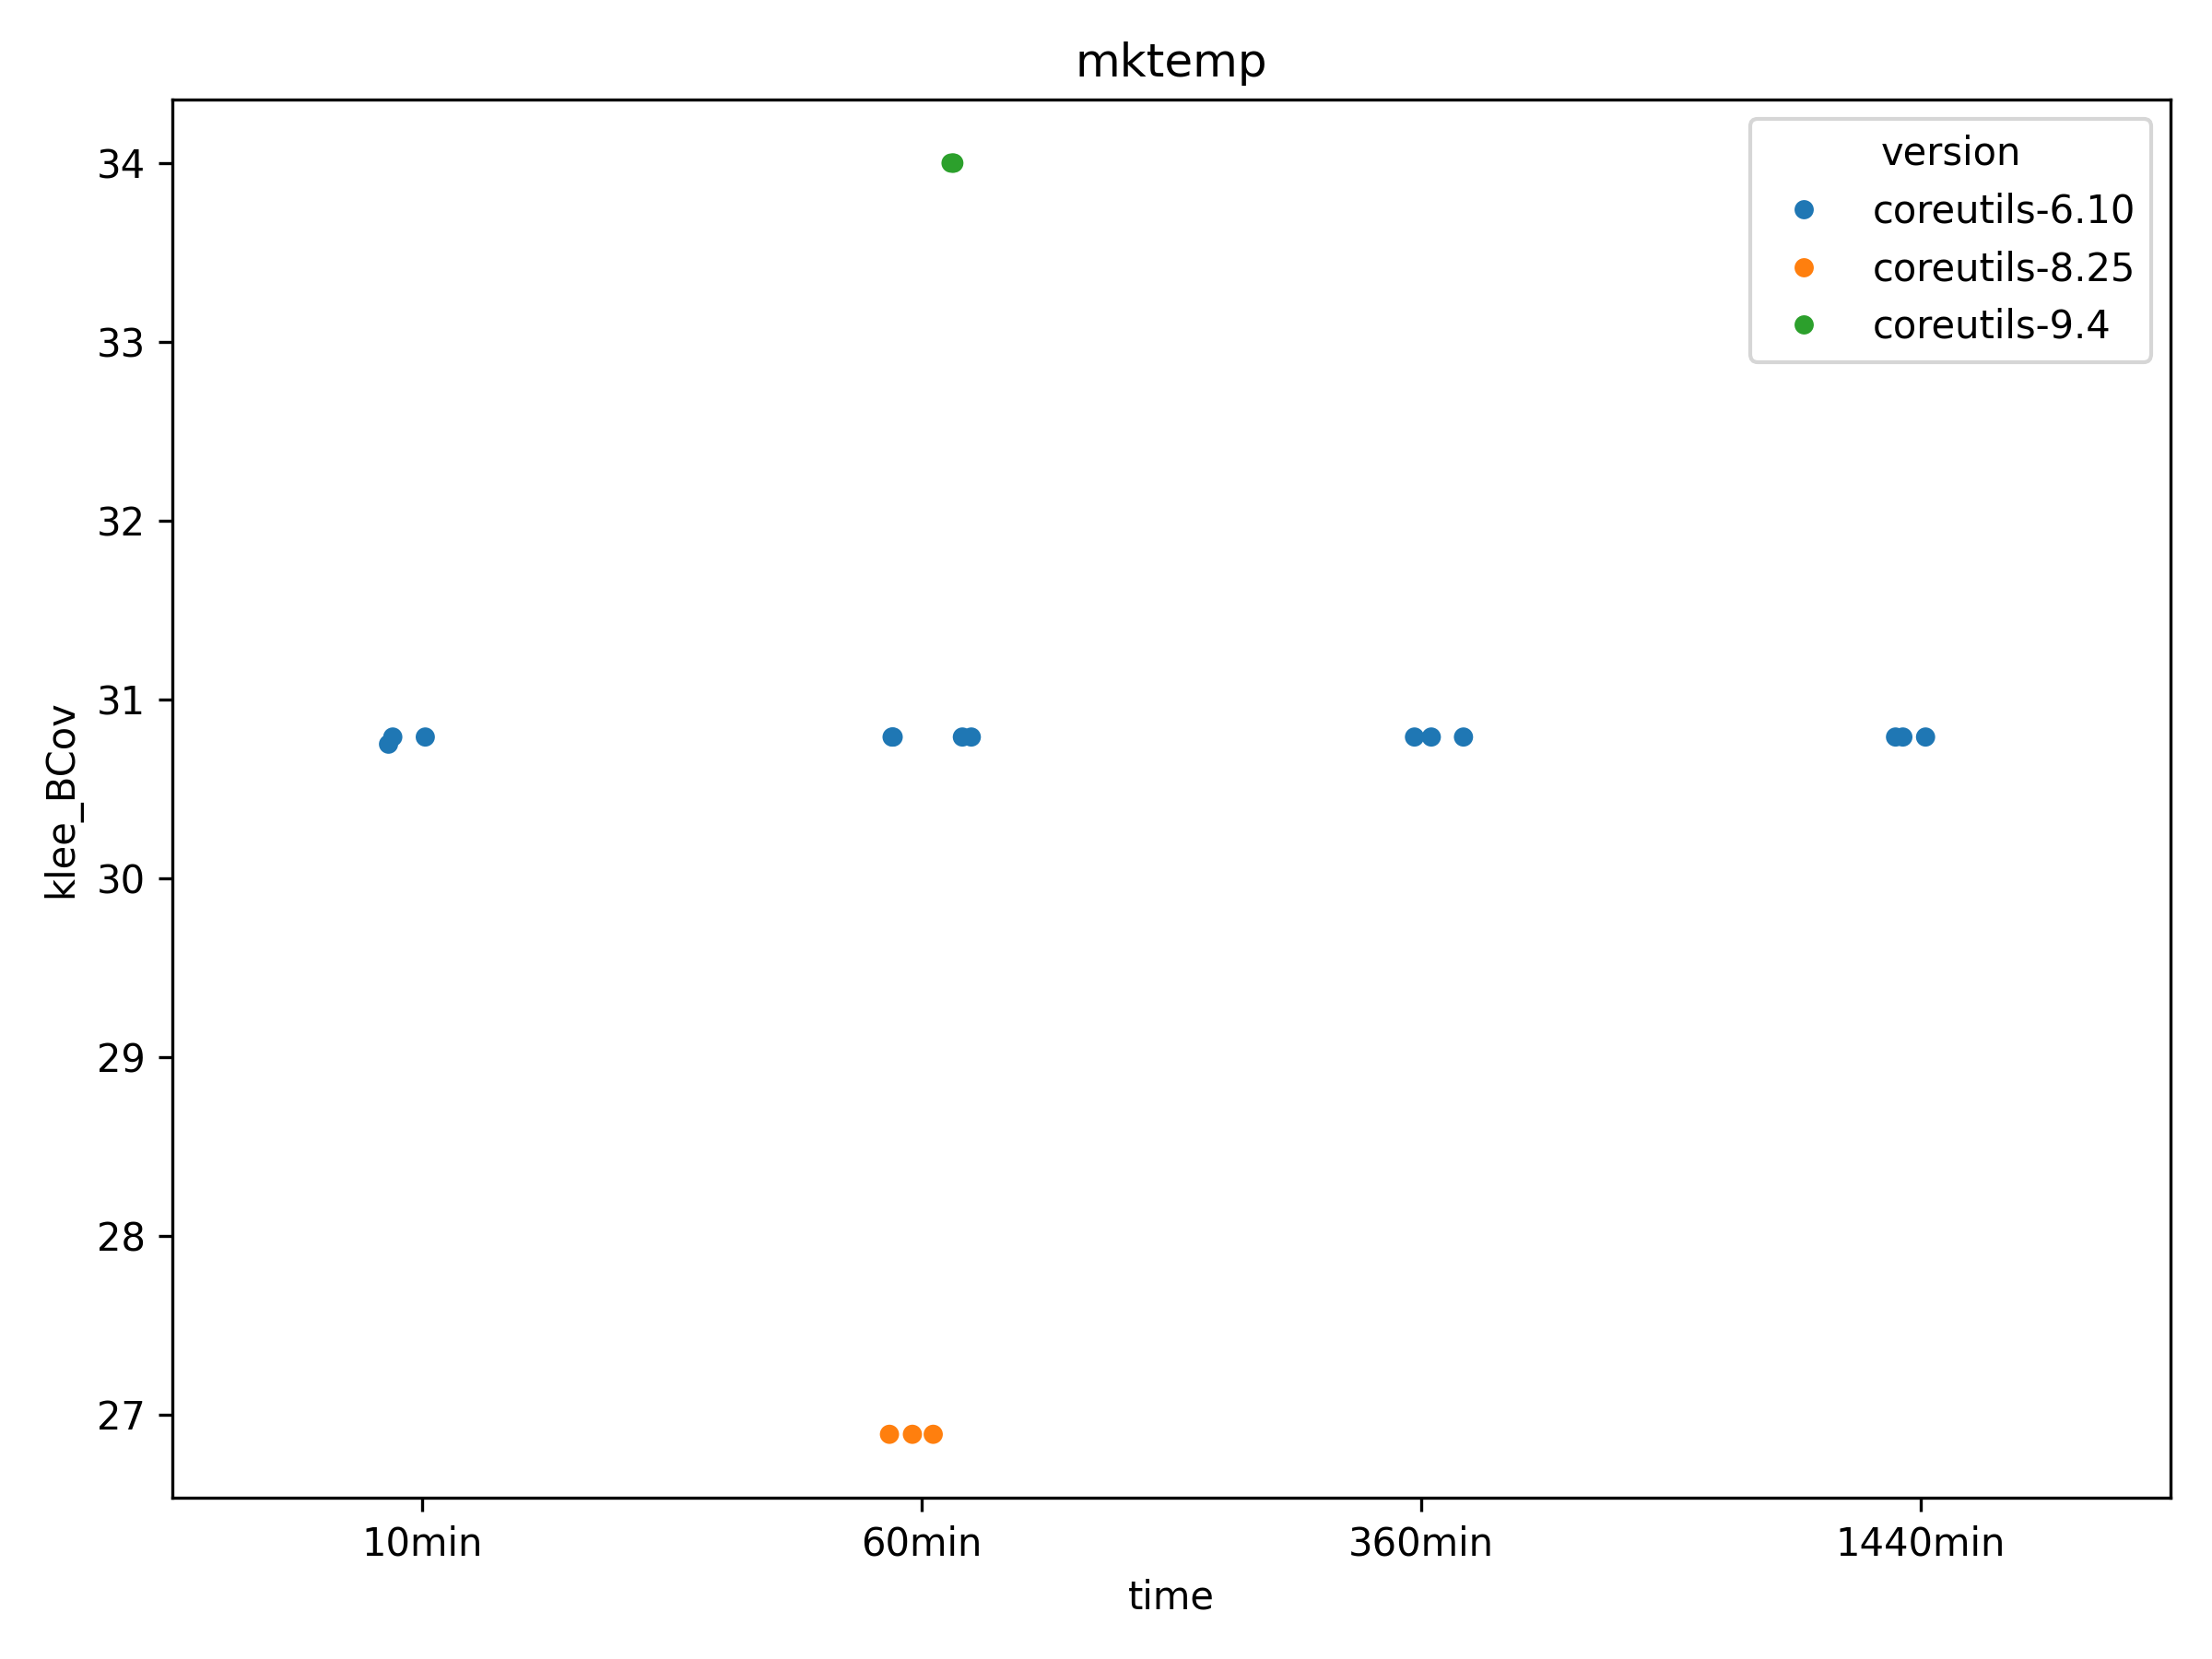 mktemp
version
coreutils-6.10
coreutils-8.25
coreutils-9.4
34
33
32
31
30
29
28
27
klee_BCov
10min
60min
360min
1440min
time